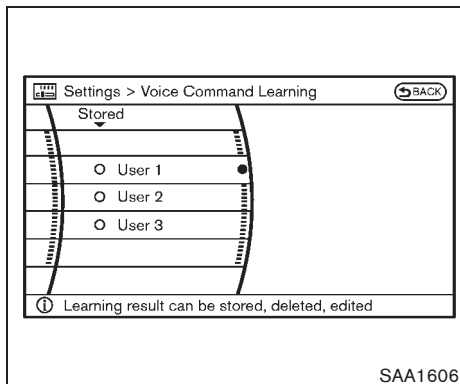 Settings > Voice Command Learning BACK
Stored
User 1
User 2
User 3
Learning result can be stored, deleted, edited
SAA1606